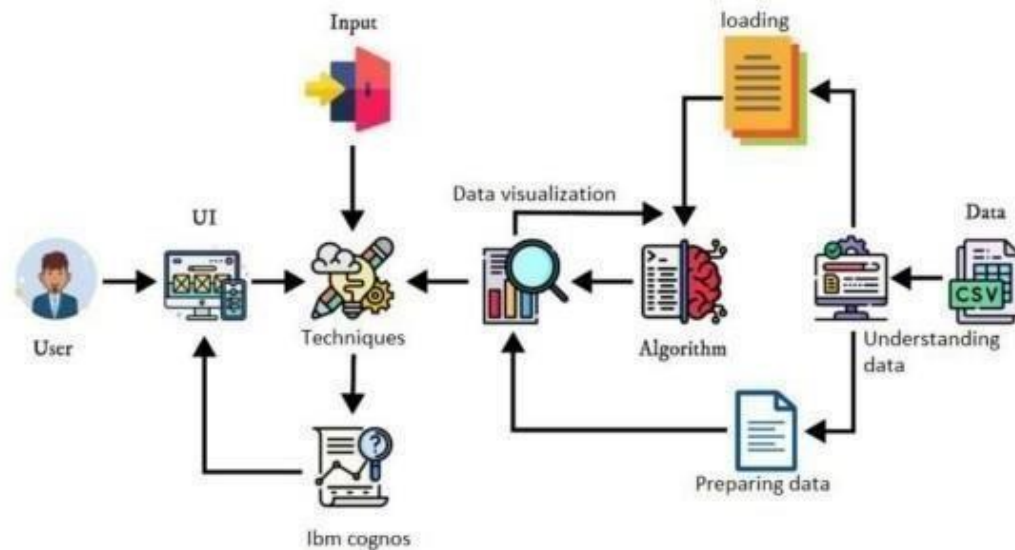 Input
loading
Data visualization
UI
Data
CSV
User
Techniques
Algorithm
Understanding
data
Preparing data
Ibm cognos